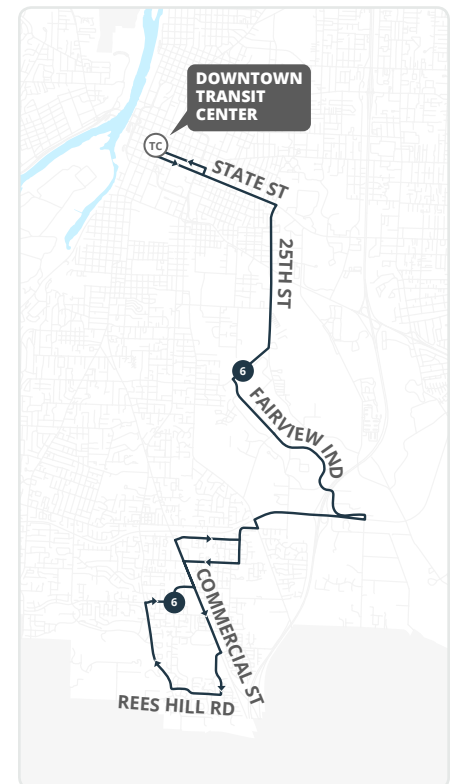 DOWNTOWN
TRANSIT
CENTER
TC
STATE ST
25TH ST
6
FAIRVIEW IND
COMMERCIAL ST
6
REES HILL RD